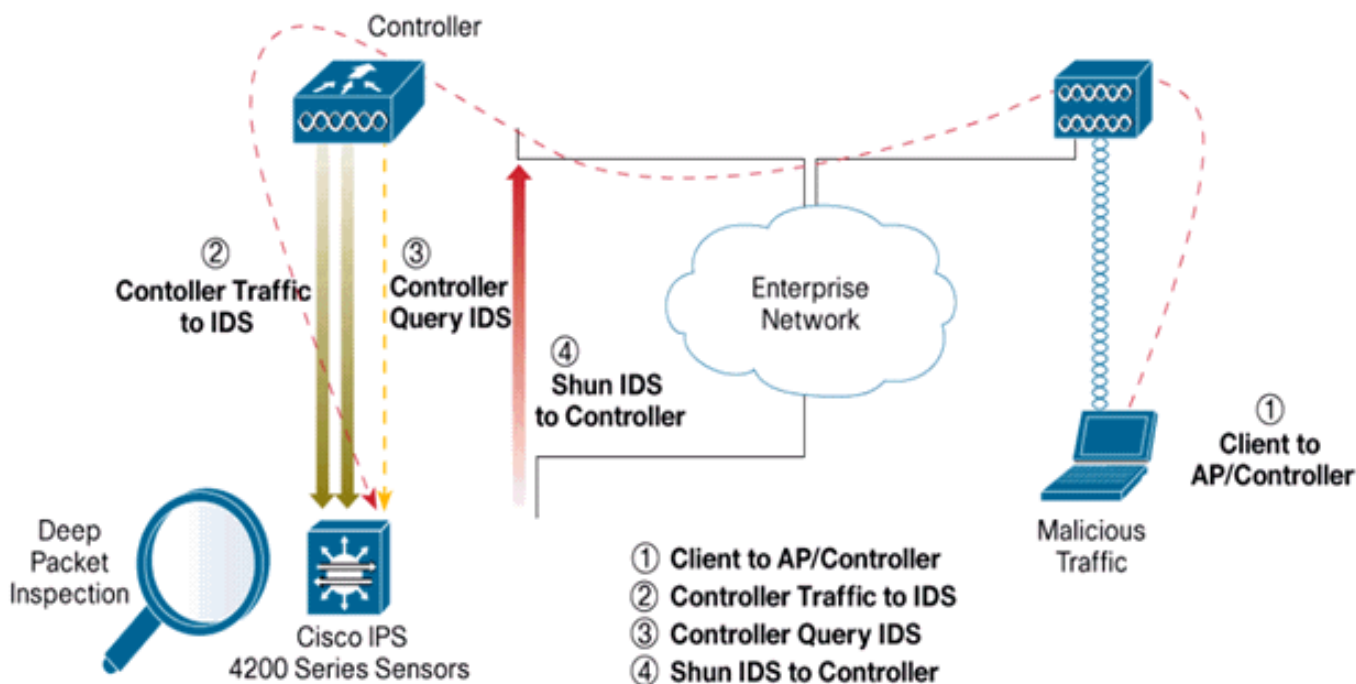 Controller
②
Contoller Traffic
to IDS
③
Controller
Query IDS
④
Shun IDS
to Controller
Enterprise
Network
①
Client to
AP/Controller
Malicious
Traffic
Deep
Packet
Inspection
Cisco IPS
4200 Series Sensors
① Client to AP/Controller
② Controller Traffic to IDS
③ Controller Query IDS
④ Shun IDS to Controller